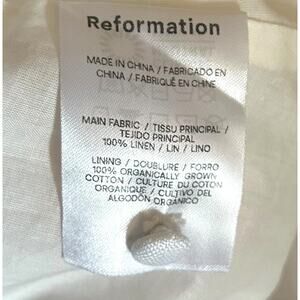 Reformation
MADE IN CHINA / FABRICADO EN
CHINA / FABRIQUÉ EN CHINE
MAIN FABRIC / TISSU PRINCIPAL /
TEJIDO PRINCIPAL
100% LINEN / LIN / LINO
LINING / DOUBLURE / FORRO
100% ORGANICALLY GROWN
COTTON / CULTURE DU COTON
ORGANIQUE / CULTIVO DEL
ALGODÓN ORGÁNICO